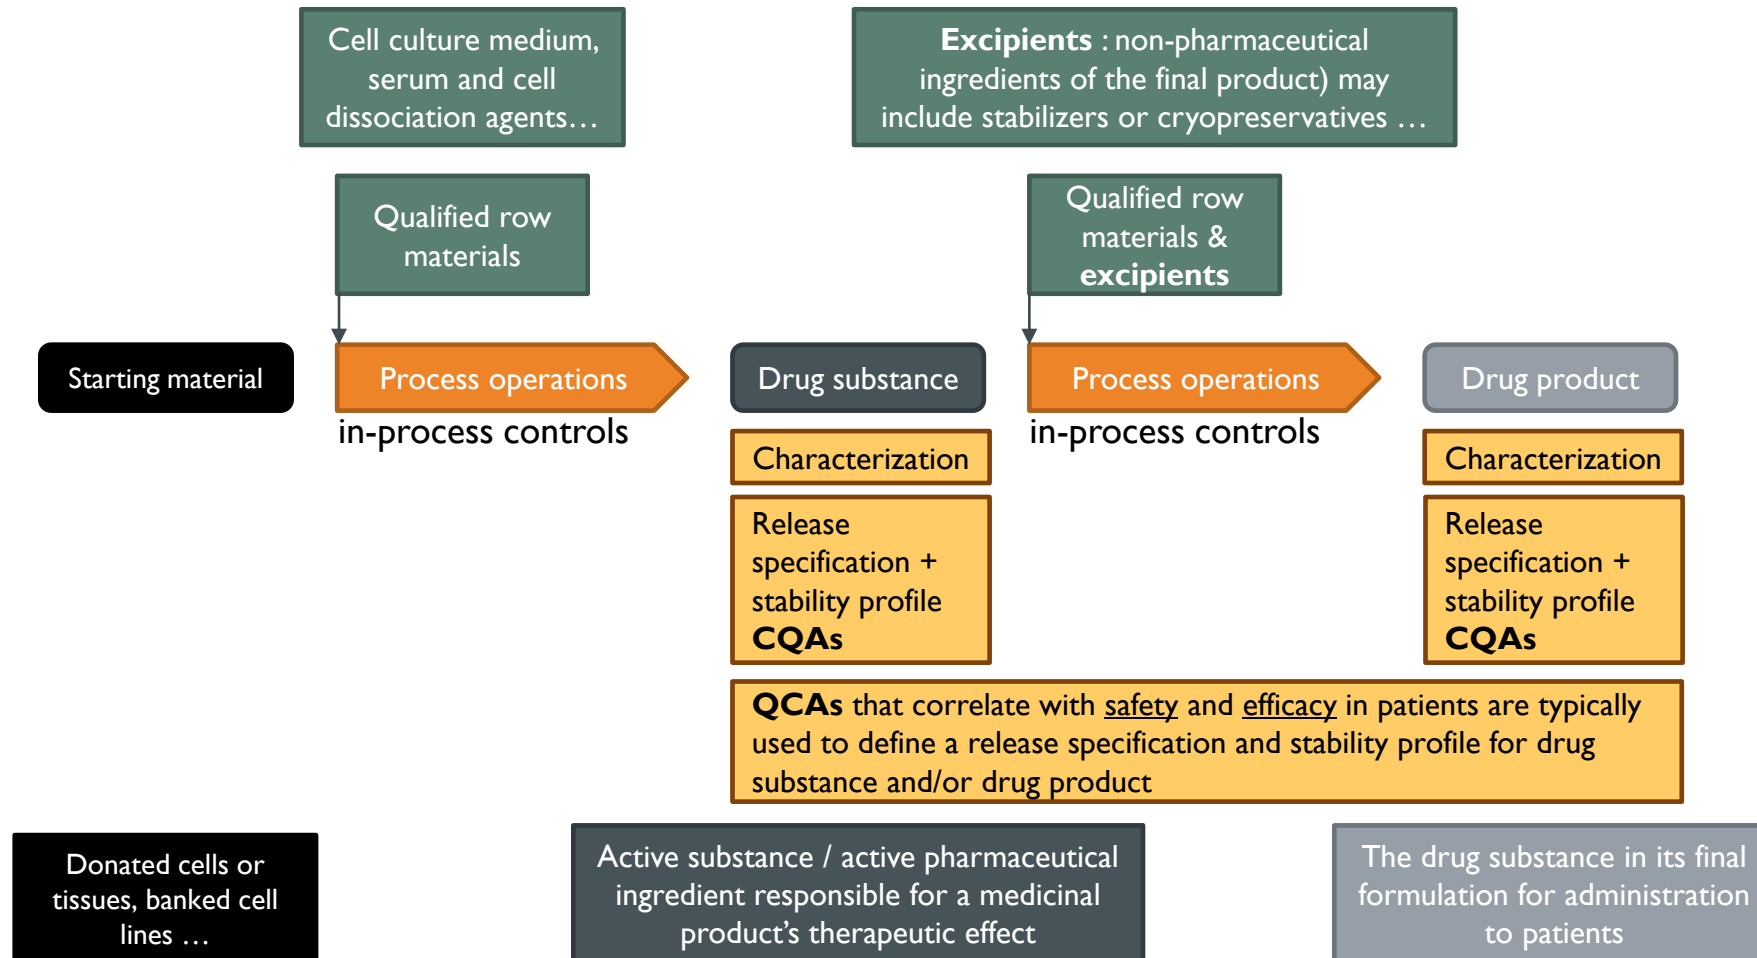 Cell culture medium,
serum and cell
dissociation agents…
Excipients : non-pharmaceutical
ingredients of the final product) may
include stabilizers or cryopreservatives …
Qualified row
materials
Qualified row
materials &
excipients
Starting material
Process operations
Drug substance
Process operations
Drug product
in-process controls
in-process controls
Characterization
Characterization
Release
specification +
stability profile
CQAs
Release
specification +
stability profile
CQAs
QCAs that correlate with safety and efficacy in patients are typically
used to define a release specification and stability profile for drug
substance and/or drug product
Donated cells or
tissues, banked cell
lines …
Active substance / active pharmaceutical
ingredient responsible for a medicinal
product’s therapeutic effect
The drug substance in its final
formulation for administration
to patients